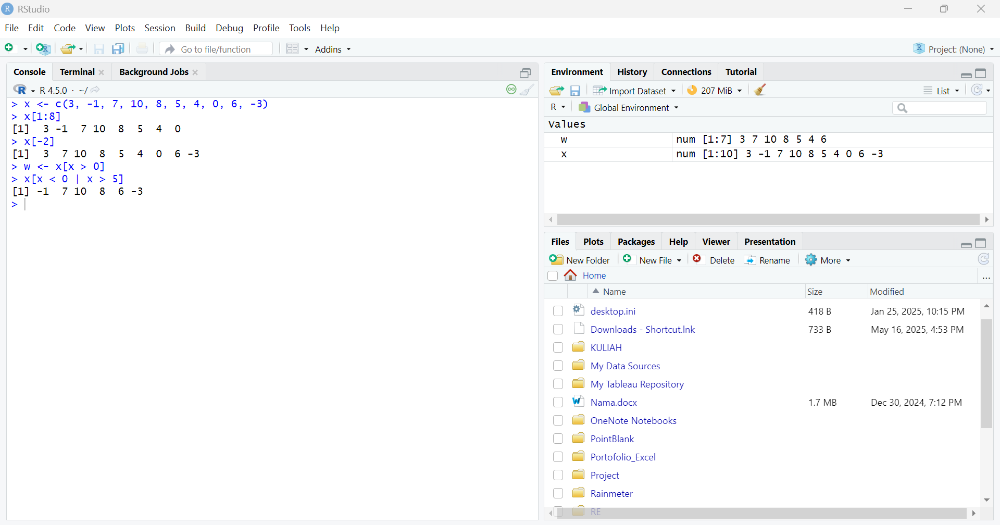 RStudio
File Edit Code View Plots Session Build Debug Profile Tools Help
Go to file/function Addins Project: (None)
Console Terminal Background Jobs
R 4.5.0 · ~/
> x <- c(3, -1, 7, 10, 8, 5, 4, 0, 6, -3)
> x[1:8]
[1]  3 -1  7 10  8  5  4  0
> x[-2]
[1]  3  7 10  8  5  4  0  6 -3
> w <- x[x > 0]
> x[x < 0 | x > 5]
[1] -1  7 10  8  6 -3
>
Environment History Connections Tutorial
Import Dataset 207 MiB List
R Global Environment
Values
w num [1:7] 3 7 10 8 5 4 6
x num [1:10] 3 -1 7 10 8 5 4 0 6 -3
Files Plots Packages Help Viewer Presentation
New Folder New File Delete Rename More
Home ...
Name Size Modified
desktop.ini 418 B Jan 25, 2025, 10:15 PM
Downloads - Shortcut.lnk 733 B May 16, 2025, 4:53 PM
KULIAH
My Data Sources
My Tableau Repository
Nama.docx 1.7 MB Dec 30, 2024, 7:12 PM
OneNote Notebooks
PointBlank
Portofolio_Excel
Project
Rainmeter
RE